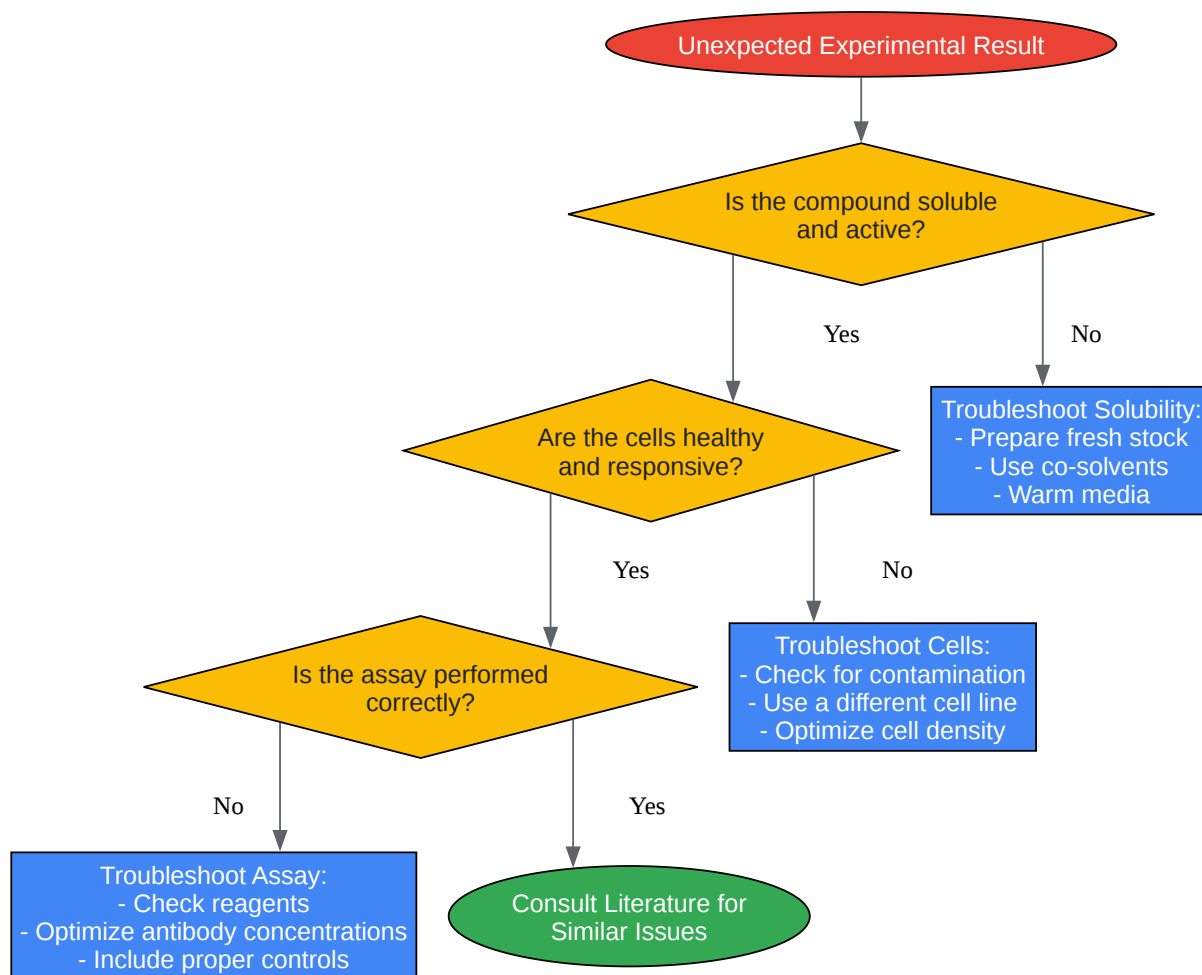 Unexpected Experimental Result
Is the compound soluble
and active?
Yes
No
Troubleshoot Solubility:
- Prepare fresh stock
- Use co-solvents
- Warm media
Are the cells healthy
and responsive?
Yes
No
Troubleshoot Cells:
- Check for contamination
- Use a different cell line
- Optimize cell density
Is the assay performed
correctly?
No
Yes
Troubleshoot Assay:
- Check reagents
- Optimize antibody concentrations
- Include proper controls
Consult Literature for
Similar Issues